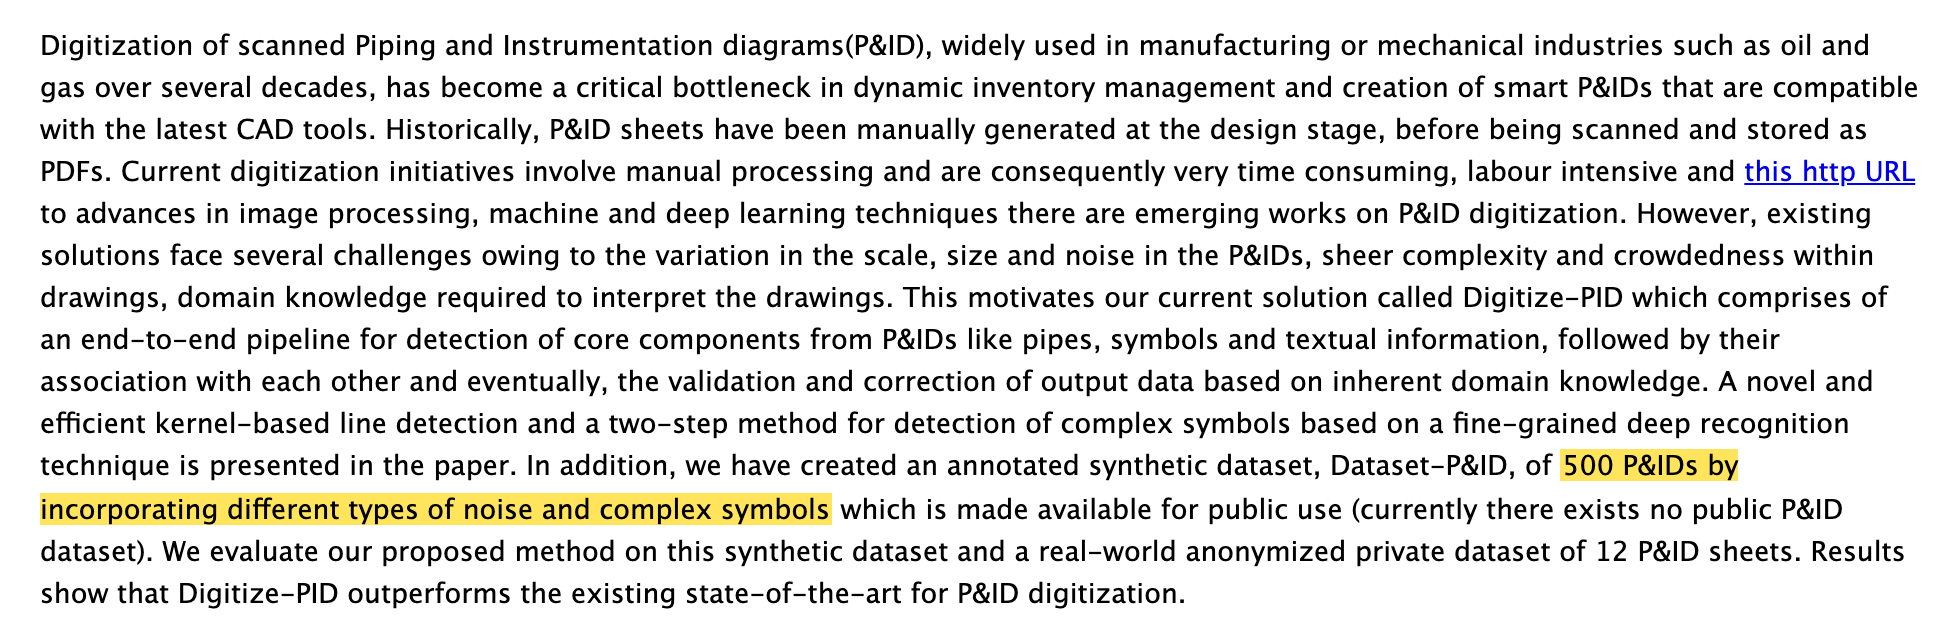 Digitization of scanned Piping and Instrumentation diagrams(P&ID), widely used in manufacturing or mechanical industries such as oil and
gas over several decades, has become a critical bottleneck in dynamic inventory management and creation of smart P&IDs that are compatible
with the latest CAD tools. Historically, P&ID sheets have been manually generated at the design stage, before being scanned and stored as
PDFs. Current digitization initiatives involve manual processing and are consequently very time consuming, labour intensive and this http URL
to advances in image processing, machine and deep learning techniques there are emerging works on P&ID digitization. However, existing
solutions face several challenges owing to the variation in the scale, size and noise in the P&IDs, sheer complexity and crowdedness within
drawings, domain knowledge required to interpret the drawings. This motivates our current solution called Digitize-PID which comprises of
an end-to-end pipeline for detection of core components from P&IDs like pipes, symbols and textual information, followed by their
association with each other and eventually, the validation and correction of output data based on inherent domain knowledge. A novel and
efficient kernel-based line detection and a two-step method for detection of complex symbols based on a fine-grained deep recognition
technique is presented in the paper. In addition, we have created an annotated synthetic dataset, Dataset-P&ID, of 500 P&IDs by
incorporating different types of noise and complex symbols which is made available for public use (currently there exists no public P&ID
dataset). We evaluate our proposed method on this synthetic dataset and a real-world anonymized private dataset of 12 P&ID sheets. Results
show that Digitize-PID outperforms the existing state-of-the-art for P&ID digitization.